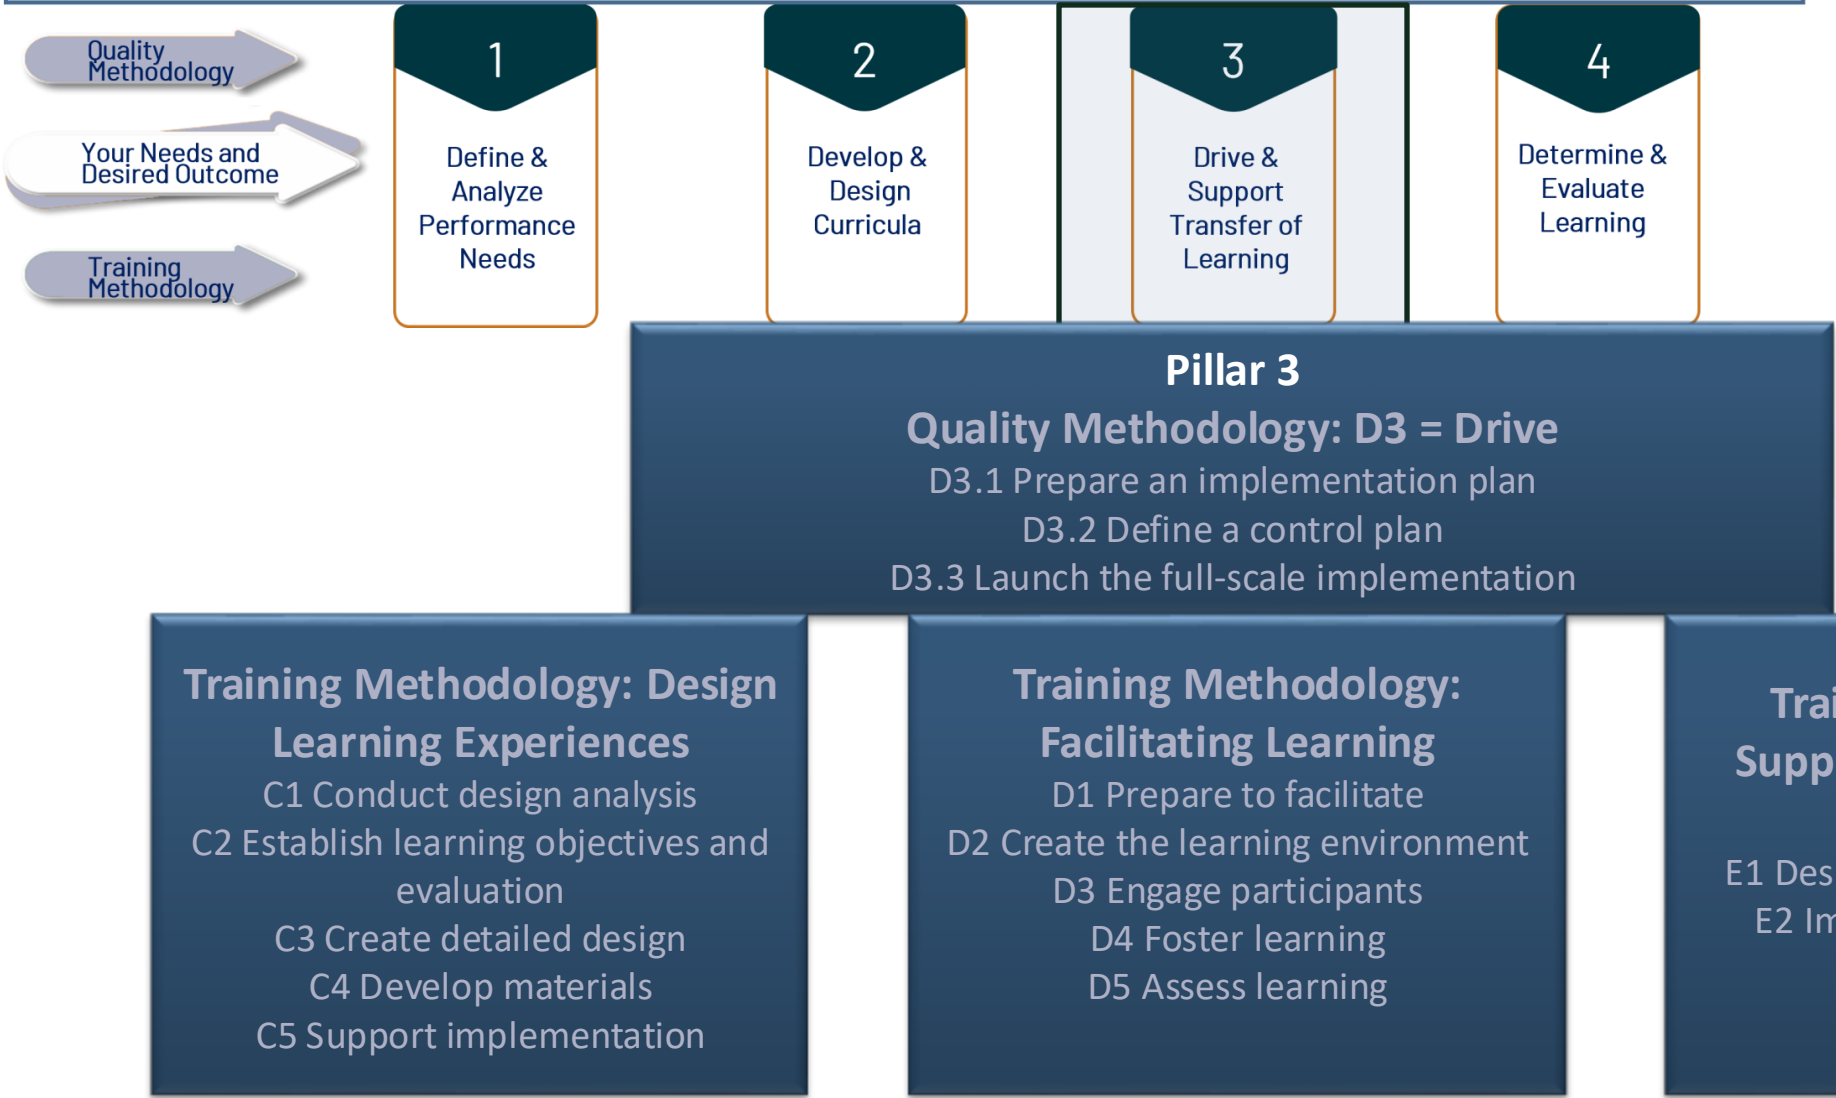 Quality
Methodology
Your Needs and
Desired Outcome
Training
Methodology
1
Define &
Analyze
Performance
Needs
2
Develop &
Design
Curricula
3
Drive &
Support
Transfer of
Learning
4
Determine &
Evaluate
Learning
Pillar 3
Quality Methodology: D3 = Drive
D3.1 Prepare an implementation plan
D3.2 Define a control plan
D3.3 Launch the full-scale implementation
Training Methodology: Design
Learning Experiences
C1 Conduct design analysis
C2 Establish learning objectives and
evaluation
C3 Create detailed design
C4 Develop materials
C5 Support implementation
Training Methodology:
Facilitating Learning
D1 Prepare to facilitate
D2 Create the learning environment
D3 Engage participants
D4 Foster learning
D5 Assess learning
E1
E2